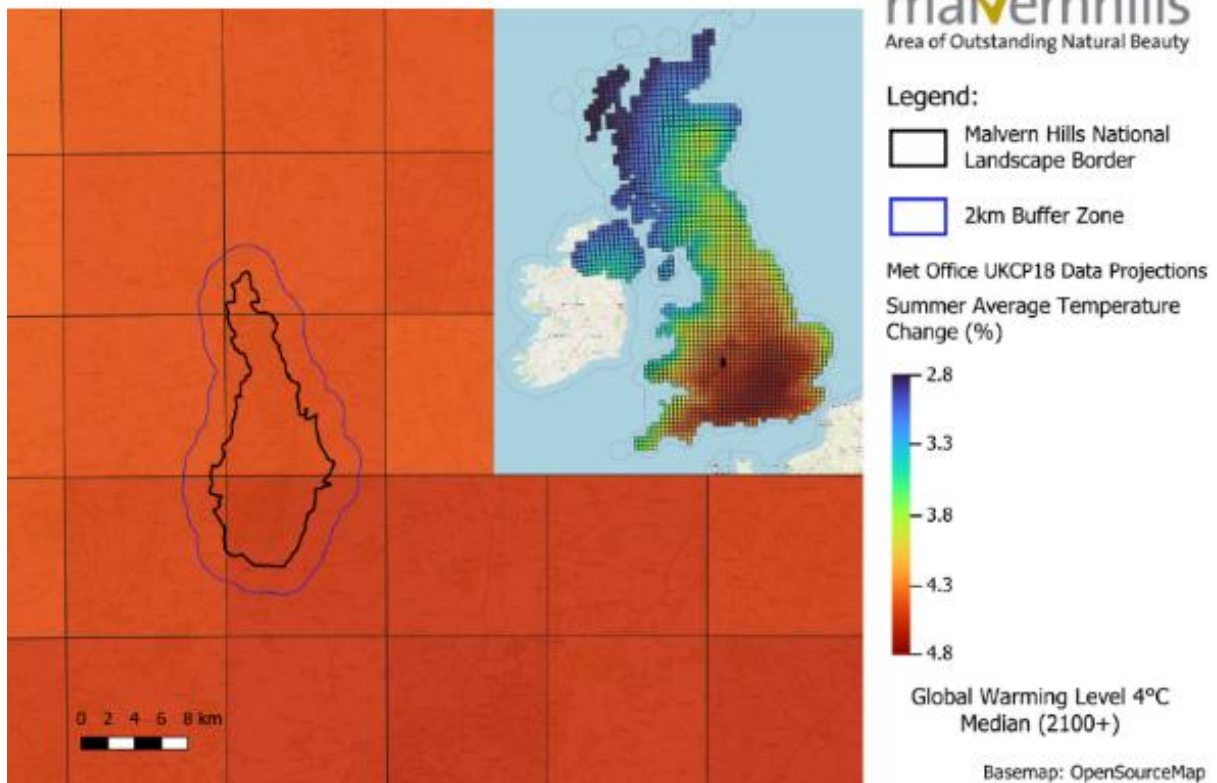 malvernhills
Area of Outstanding Natural Beauty
Legend:
Malvern Hills National
Landscape Border
2km Buffer Zone
Met Office UKCP18 Data Projections
Summer Average Temperature
Change (%)
2.8
3.3
3.8
4.3
4.8
Global Warming Level 4°C
Median (2100+)
Basemap: OpenSourceMap
0 2 4 6 8 km